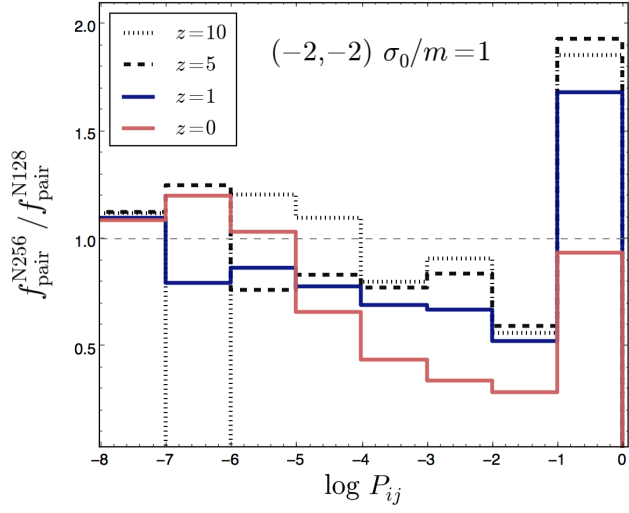 (−2,−2) σ₀/m = 1
z = 10
z = 5
z = 1
z = 0
f_pair^N256 / f_pair^N128
2.0
1.5
1.0
0.5
−8 −7 −6 −5 −4 −3 −2 −1 0
log P_ij